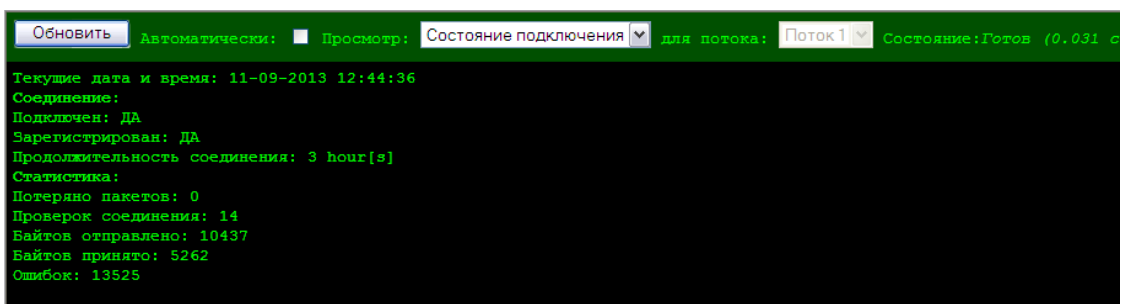 Обновить Автоматически: Просмотр: Состояние подключения для потока: Поток 1 Состояние:Готов (0.031 с
Текущие дата и время: 11-09-2013 12:44:36
Соединение:
Подключен: ДА
Зарегистрирован: ДА
Продолжительность соединения: 3 hour[s]
Статистика:
Потеряно пакетов: 0
Проверок соединения: 14
Байтов отправлено: 10437
Байтов принято: 5262
Ошибок: 13525